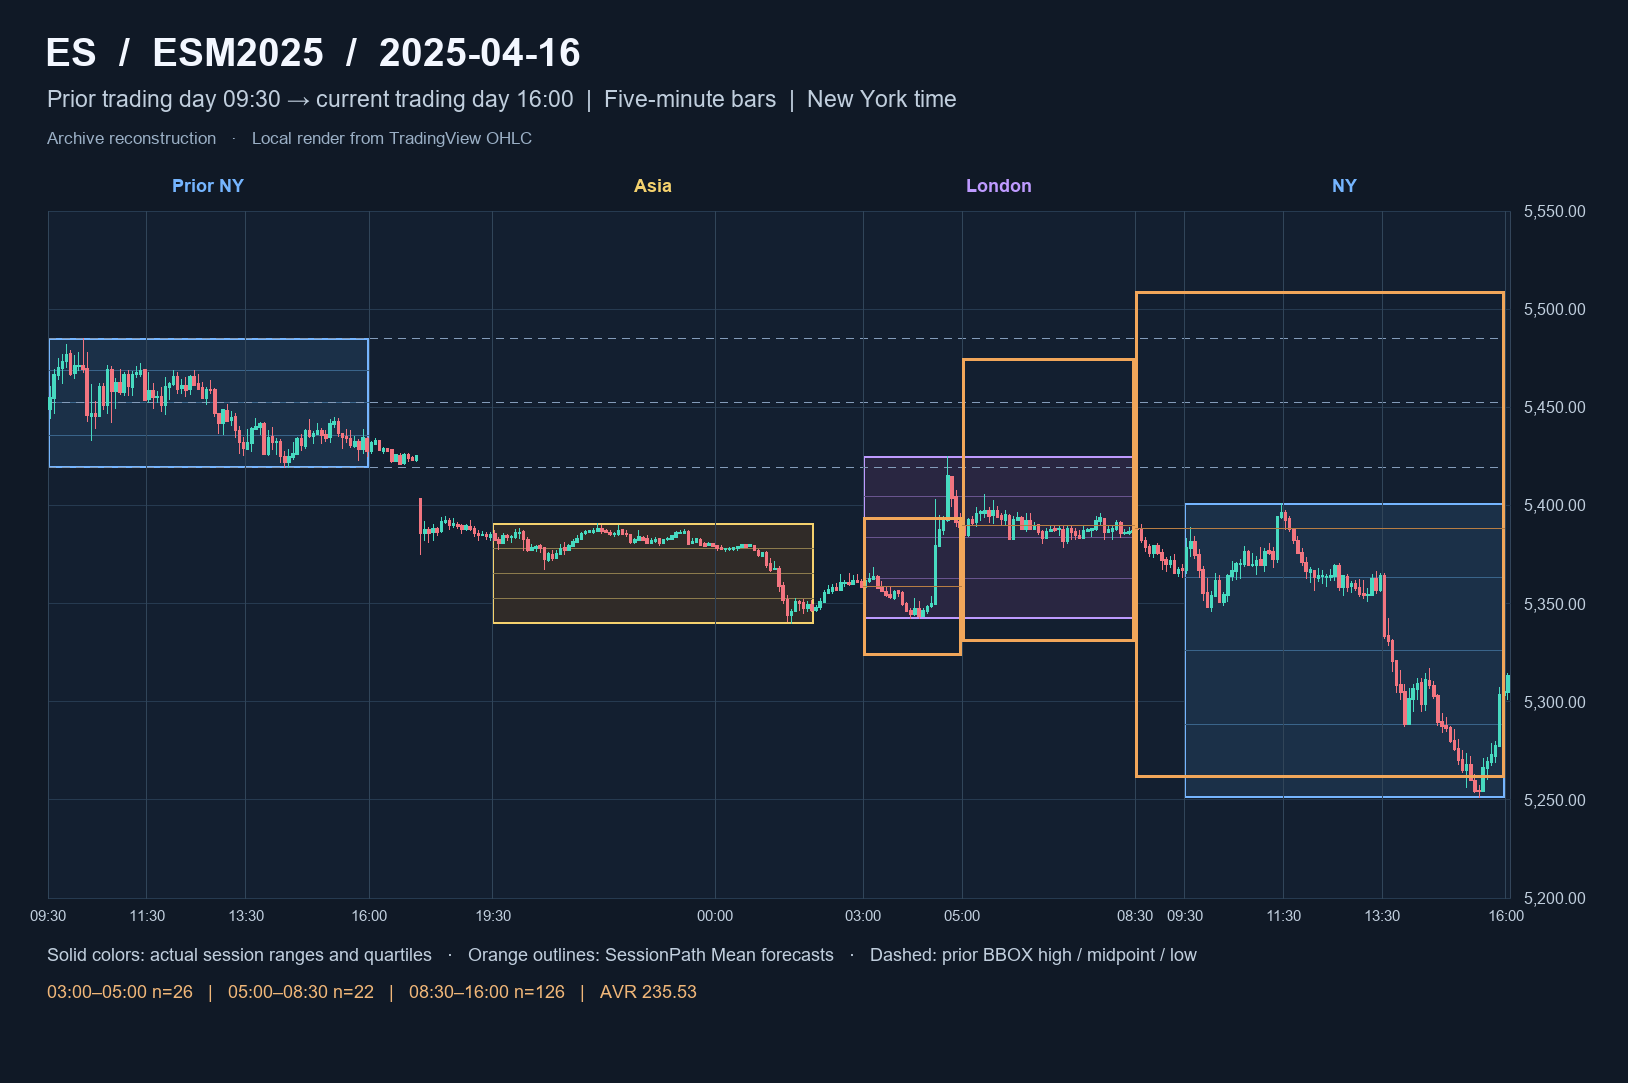 ES / ESM2025 / 2025-04-16
Prior trading day 09:30 → current trading day 16:00 | Five-minute bars | New York time
Archive reconstruction · Local render from TradingView OHLC
Prior NY Asia London NY
5,550.00
5,500.00
5,450.00
5,400.00
5,350.00
5,300.00
5,250.00
5,200.00
09:30 11:30 13:30 16:00 19:30 00:00 03:00 05:00 08:30 09:30 11:30 13:30 16:00
Solid colors: actual session ranges and quartiles · Orange outlines: SessionPath Mean forecasts · Dashed: prior BBOX high / midpoint / low
03:00–05:00 n=26 | 05:00–08:30 n=22 | 08:30–16:00 n=126 | AVR 235.53